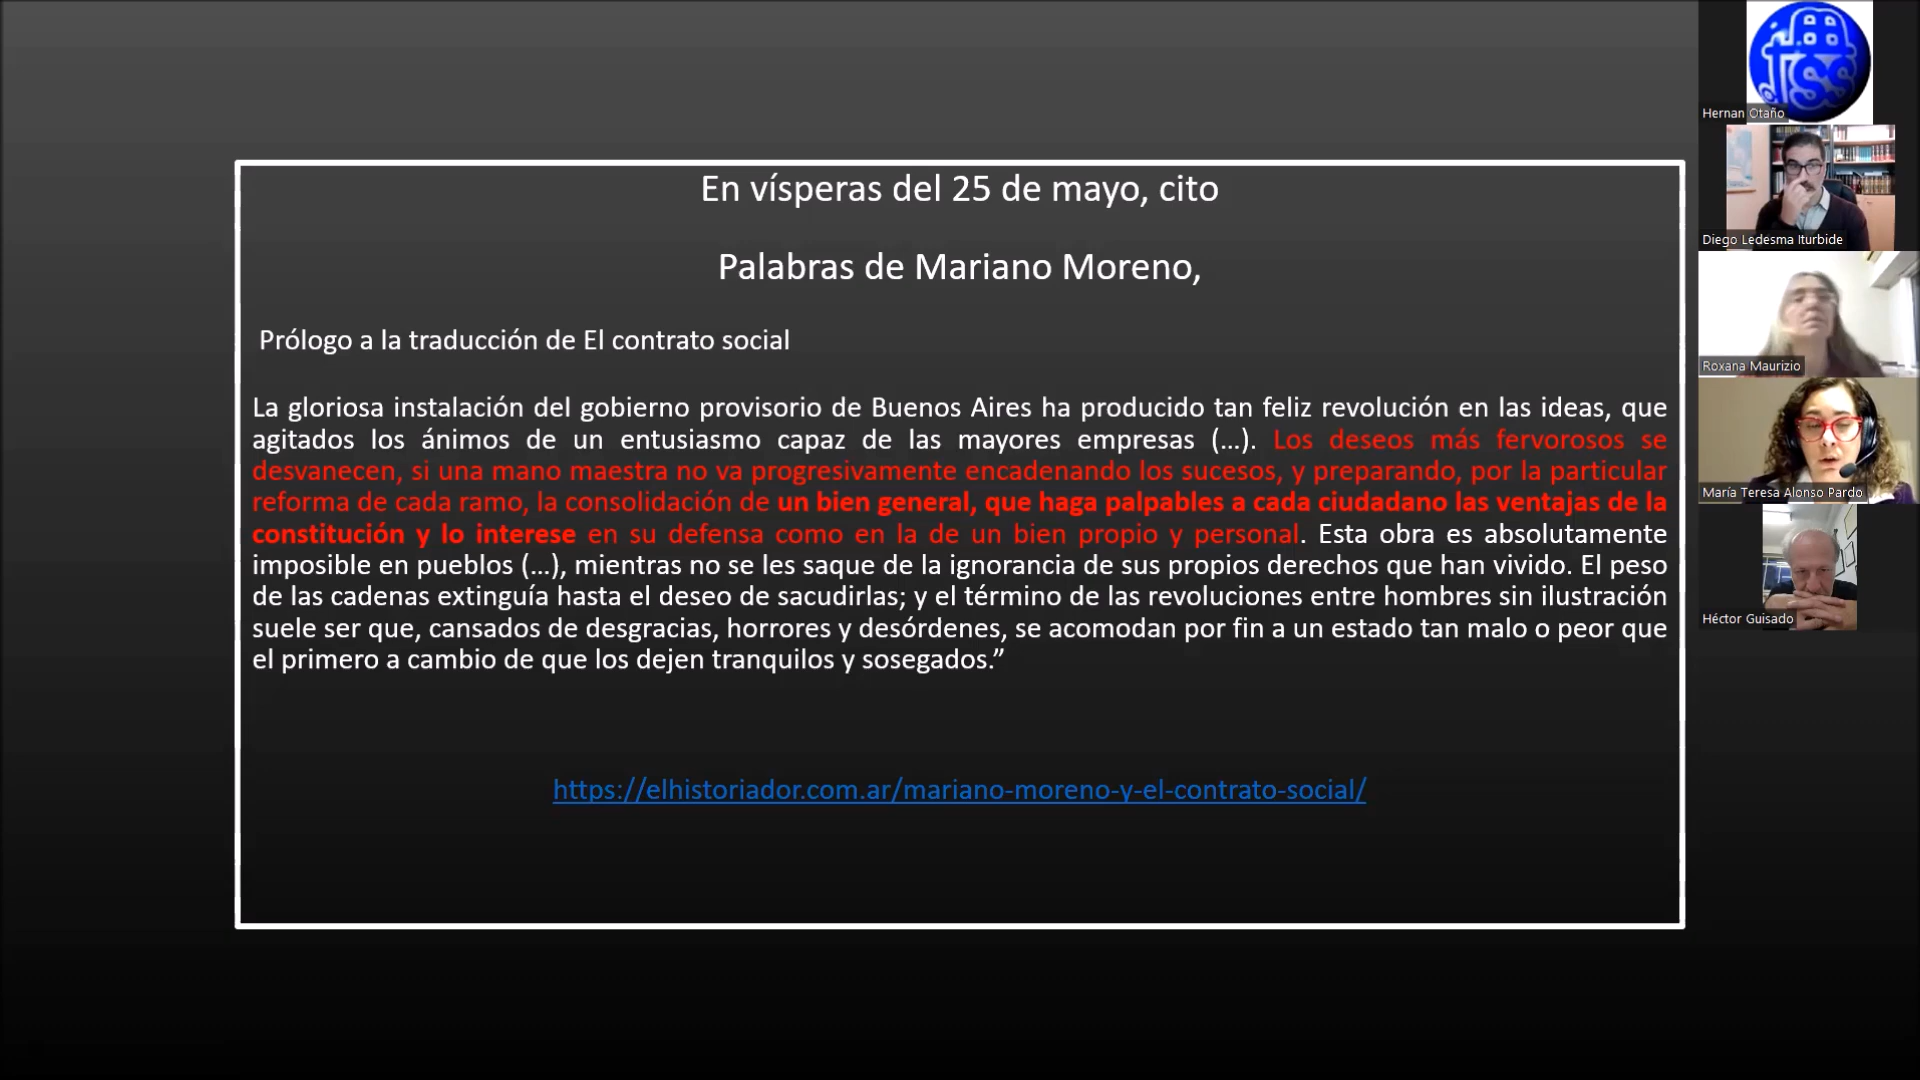 En vísperas del 25 de mayo, cito
Palabras de Mariano Moreno,
Prólogo a la traducción de El contrato social
La gloriosa instalación del gobierno provisorio de Buenos Aires ha producido tan feliz revolución en las ideas, que
agitados los ánimos de un entusiasmo capaz de las mayores empresas (…). Los deseos más fervorosos se
desvanecen, si una mano maestra no va progresivamente encadenando los sucesos, y preparando, por la particular
reforma de cada ramo, la consolidación de un bien general, que haga palpables a cada ciudadano las ventajas de la
constitución y lo interese en su defensa como en la de un bien propio y personal. Esta obra es absolutamente
imposible en pueblos (…), mientras no se les saque de la ignorancia de sus propios derechos que han vivido. El peso
de las cadenas extinguía hasta el deseo de sacudirlas; y el término de las revoluciones entre hombres sin ilustración
suele ser que, cansados de desgracias, horrores y desórdenes, se acomodan por fin a un estado tan malo o peor que
el primero a cambio de que los dejen tranquilos y sosegados.”
https://elhistoriador.com.ar/mariano-moreno-y-el-contrato-social/
Hernan Otaño
Diego Ledesma Iturbide
Roxana Maurizio
María Teresa Alonso Pardo
Héctor Guisado